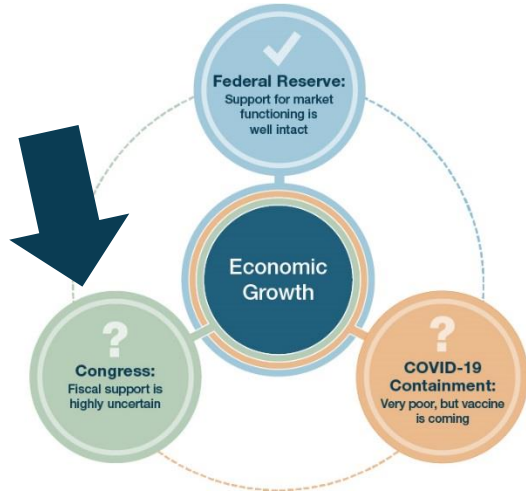 Federal Reserve:
Support for market
functioning is
well intact
Economic
Growth
?
Congress:
Fiscal support is
highly uncertain
?
COVID-19
Containment:
Very poor, but vaccine
is coming